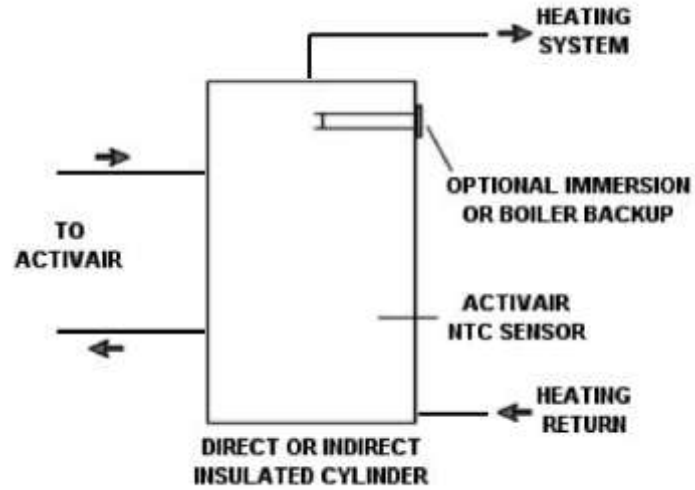 HEATING
SYSTEM
OPTIONAL IMMERSION
OR BOILER BACKUP
TO
ACTIVAIR
ACTIVAIR
NTC SENSOR
HEATING
RETURN
DIRECT OR INDIRECT
INSULATED CYLINDER